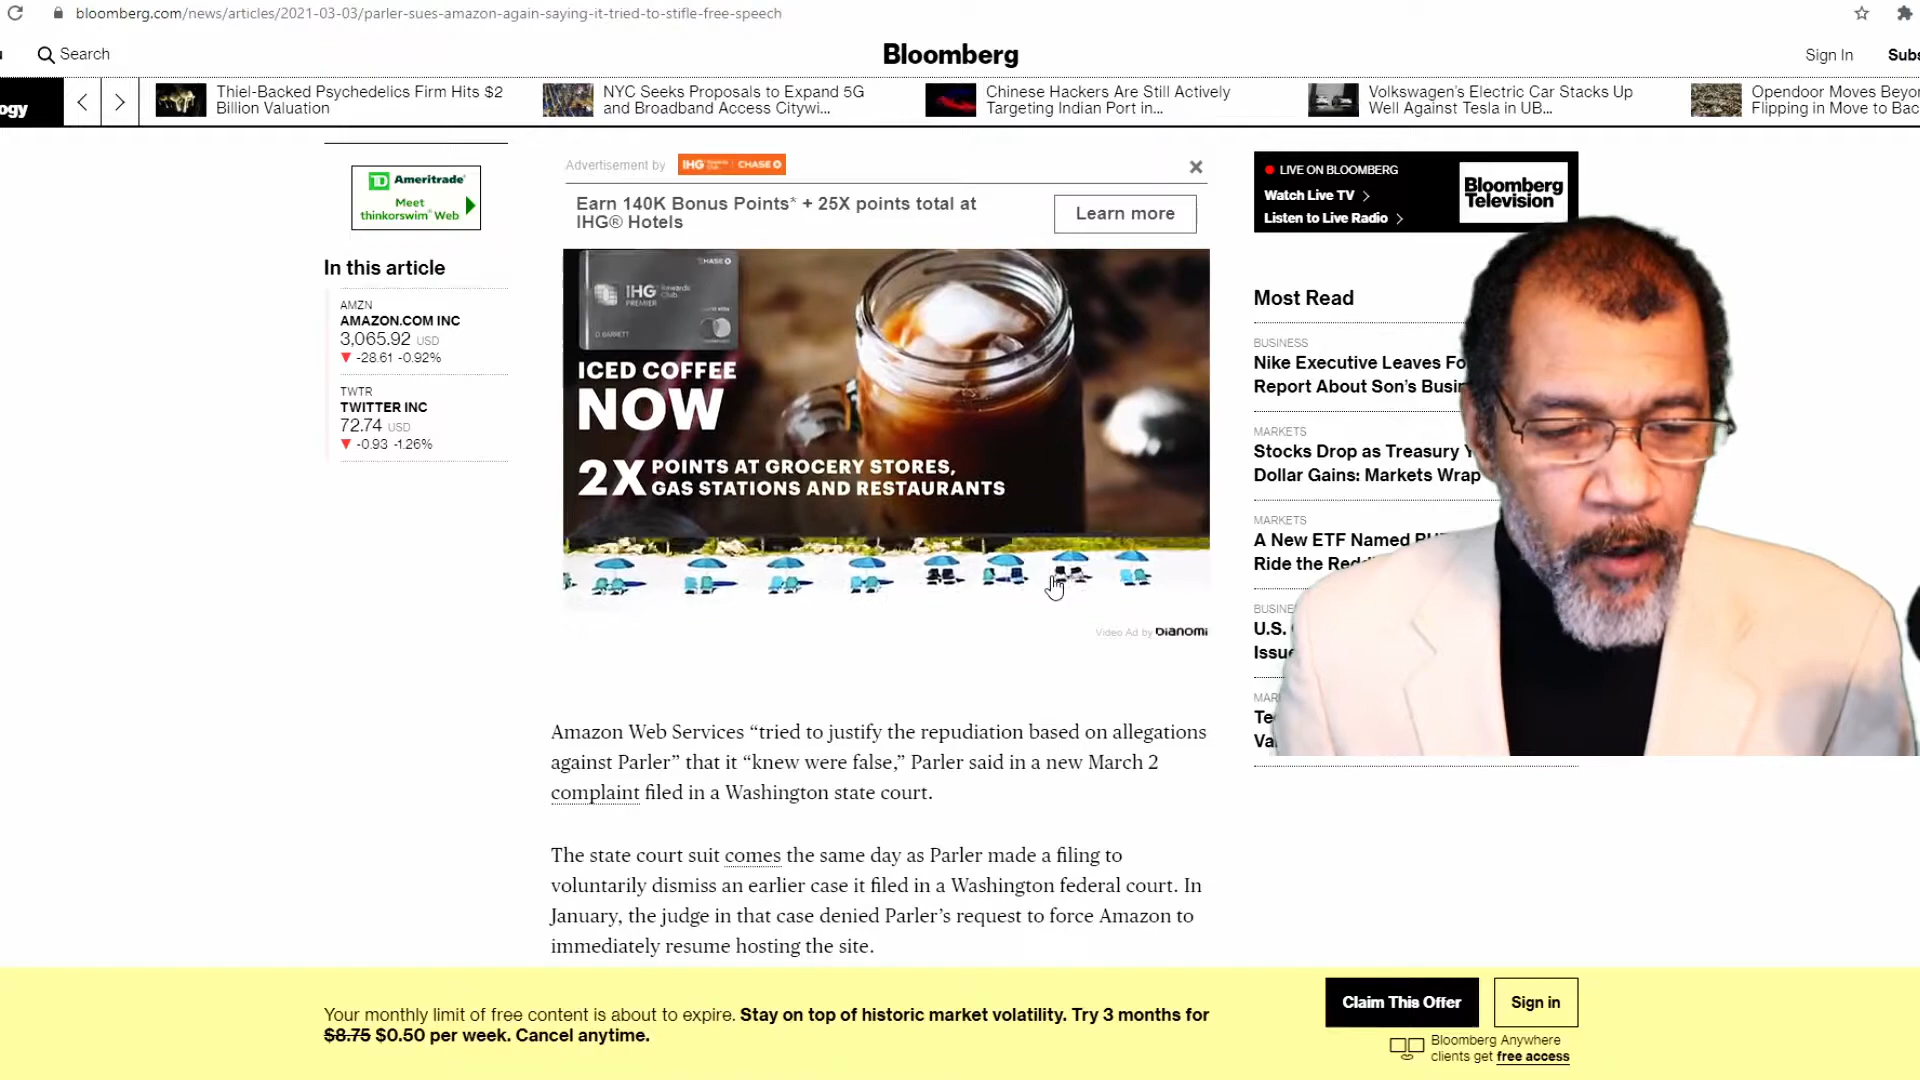 bloomberg.com/news/articles/2021-03-03/parler-sues-amazon-again-saying-it-tried-to-stifle-free-speech
Search
Bloomberg
Sign In
Subs
ogy
Thiel-Backed Psychedelics Firm Hits $2
Billion Valuation
NYC Seeks Proposals to Expand 5G
and Broadband Access Citywi...
Chinese Hackers Are Still Actively
Targeting Indian Port in...
Volkswagen's Electric Car Stacks Up
Well Against Tesla in UB...
Opendoor Moves Beyo
Flipping in Move to Bac
TD Ameritrade
Meet
thinkorswim® Web
In this article
AMZN
AMAZON.COM INC
3,065.92 USD
-28.61 -0.92%
TWTR
TWITTER INC
72.74 USD
-0.93 -1.26%
Advertisement by
IHG Rewards Club | CHASE
Earn 140K Bonus Points* + 25X points total at
IHG® Hotels
Learn more
CHASE
IHG Rewards Club
PREMIER
D. BARRETT
ICED COFFEE
NOW
2X POINTS AT GROCERY STORES,
GAS STATIONS AND RESTAURANTS
Video Ad by Dianomi
Amazon Web Services “tried to justify the repudiation based on allegations
against Parler” that it “knew were false,” Parler said in a new March 2
complaint filed in a Washington state court.
The state court suit comes the same day as Parler made a filing to
voluntarily dismiss an earlier case it filed in a Washington federal court. In
January, the judge in that case denied Parler’s request to force Amazon to
immediately resume hosting the site.
LIVE ON BLOOMBERG
Watch Live TV
Listen to Live Radio
Bloomberg
Television
Most Read
BUSINESS
Nike Executive Leaves Fo
Report About Son's Busi
MARKETS
Stocks Drop as Treasury Y
Dollar Gains: Markets Wrap
MARKETS
A New ETF Named
Ride the Red
BUSINE
U.S.
Issue
MAR
Te
Va
Your monthly limit of free content is about to expire. Stay on top of historic market volatility. Try 3 months for
$8.75 $0.50 per week. Cancel anytime.
Claim This Offer
Sign in
Bloomberg Anywhere
clients get free access